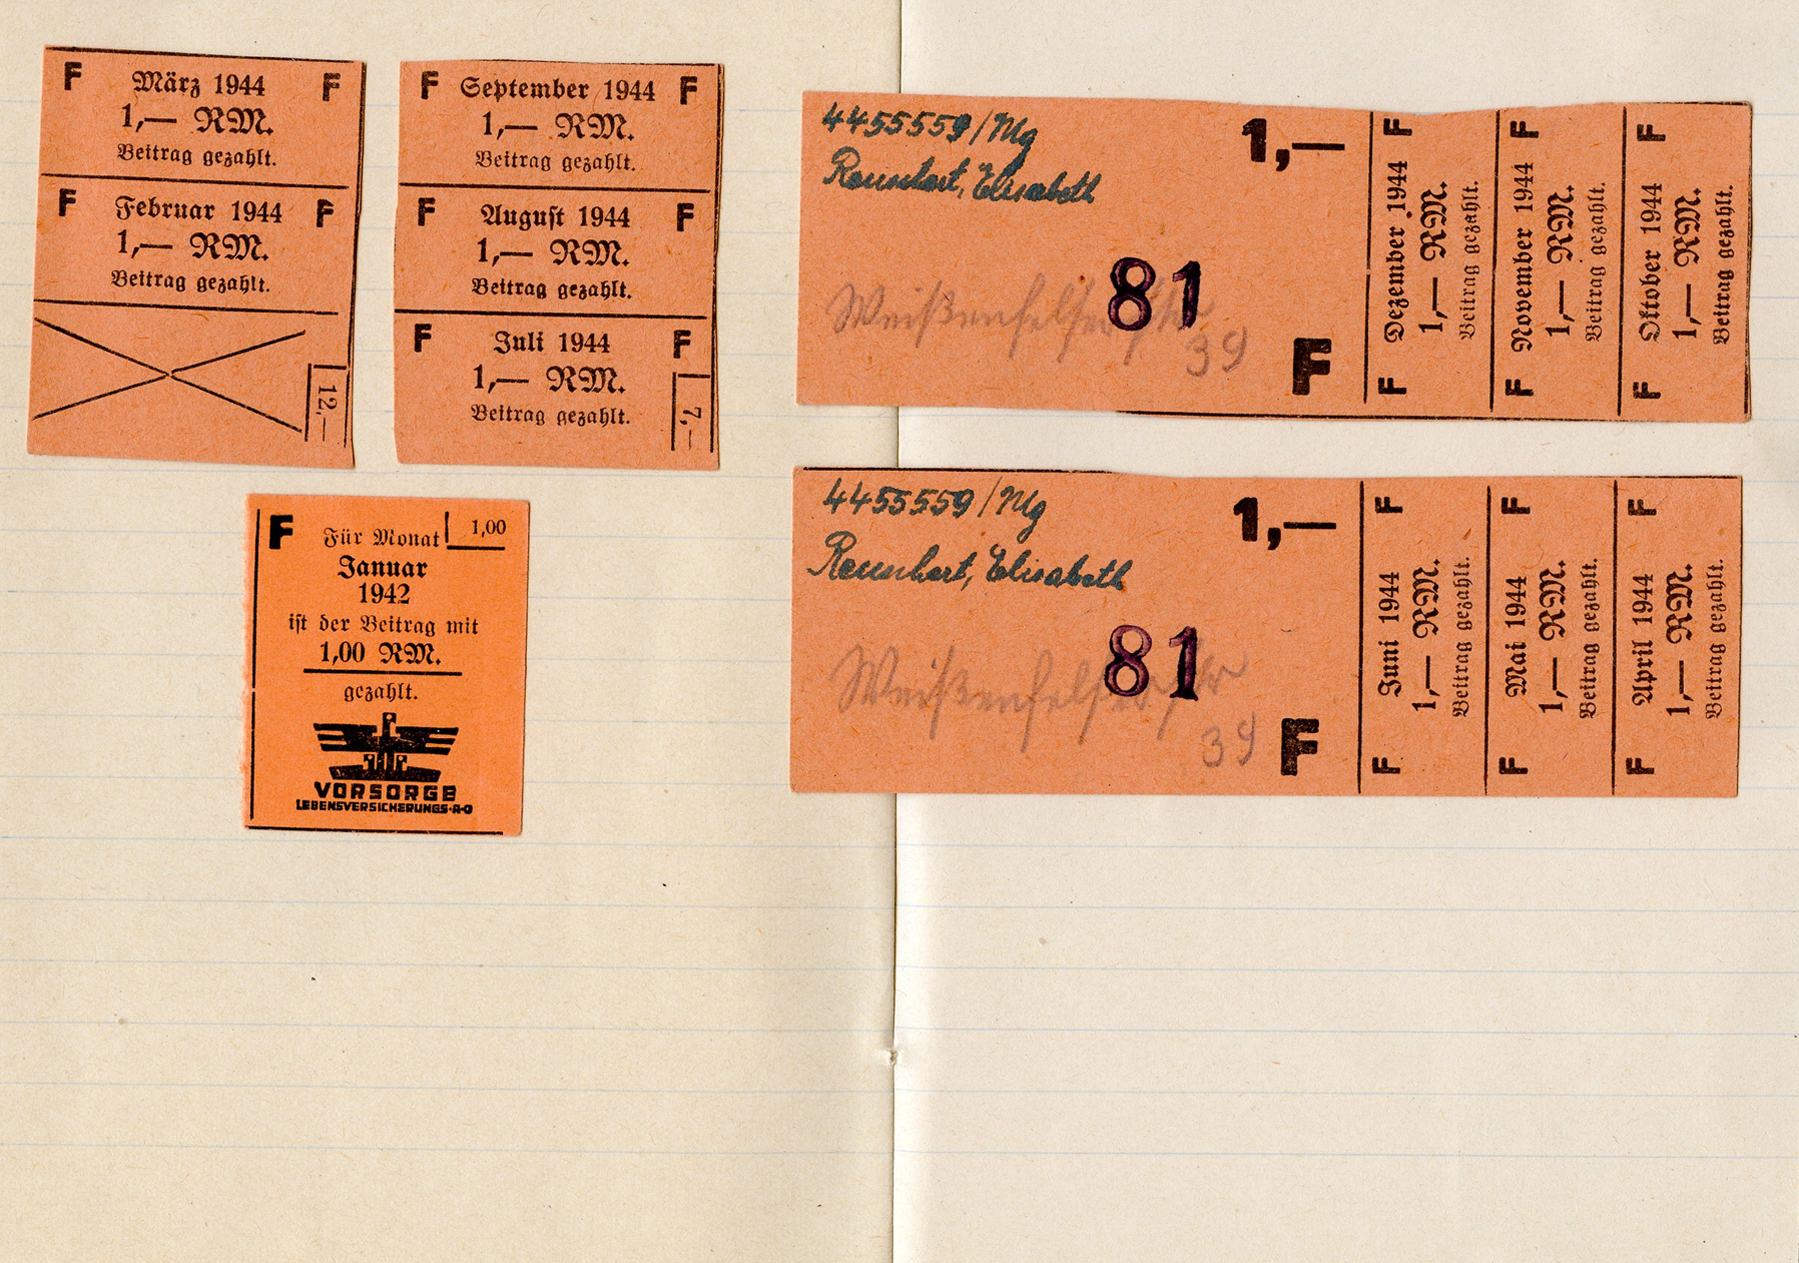 F März 1944 F
1,— RM.
Beitrag gezahlt.
F Februar 1944 F
1,— RM.
Beitrag gezahlt.
12,—
F September 1944 F
1,— RM.
Beitrag gezahlt.
F August 1944 F
1,— RM.
Beitrag gezahlt.
F Juli 1944 F
1,— RM.
Beitrag gezahlt.
7,—
F Für Monat 1,00
Januar
1942
ist der Beitrag mit
1,00 RM.
gezahlt.
VORSORGE
LEBENSVERSICHERUNGS-A-G
4455559/Mg
Elisabeth
1,—
81
39
F
F Dezember 1944 F
1,— RM.
Beitrag gezahlt.
F November 1944 F
1,— RM.
Beitrag gezahlt.
F Oktober 1944 F
1,— RM.
Beitrag gezahlt.
4455559/Mg
Elisabeth
1,—
81
39
F
F Juni 1944 F
1,— RM.
Beitrag gezahlt.
F Mai 1944 F
1,— RM.
Beitrag gezahlt.
F April 1944 F
1,— RM.
Beitrag gezahlt.